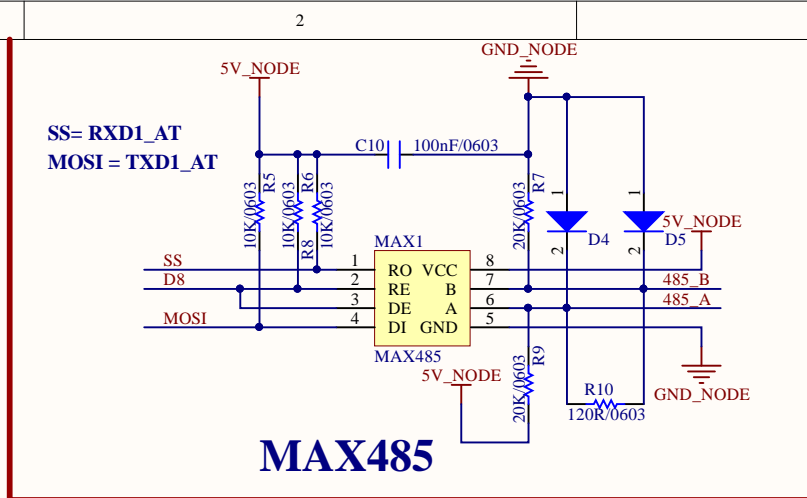 2
GND_NODE
5V_NODE
SS= RXD1_AT
MOSI = TXD1_AT
C10
100nF/0603
R5
10K/0603
R6
10K/0603
R8
10K/0603
R7
20K/0603
1
2
D4
1
2
D5
5V_NODE
MAX1
SS
1
RO
VCC
8
D8
2
RE
B
7
485_B
3
DE
A
6
485_A
MOSI
4
DI
GND
5
MAX485
5V_NODE
R9
20K/0603
R10
120R/0603
GND_NODE
MAX485